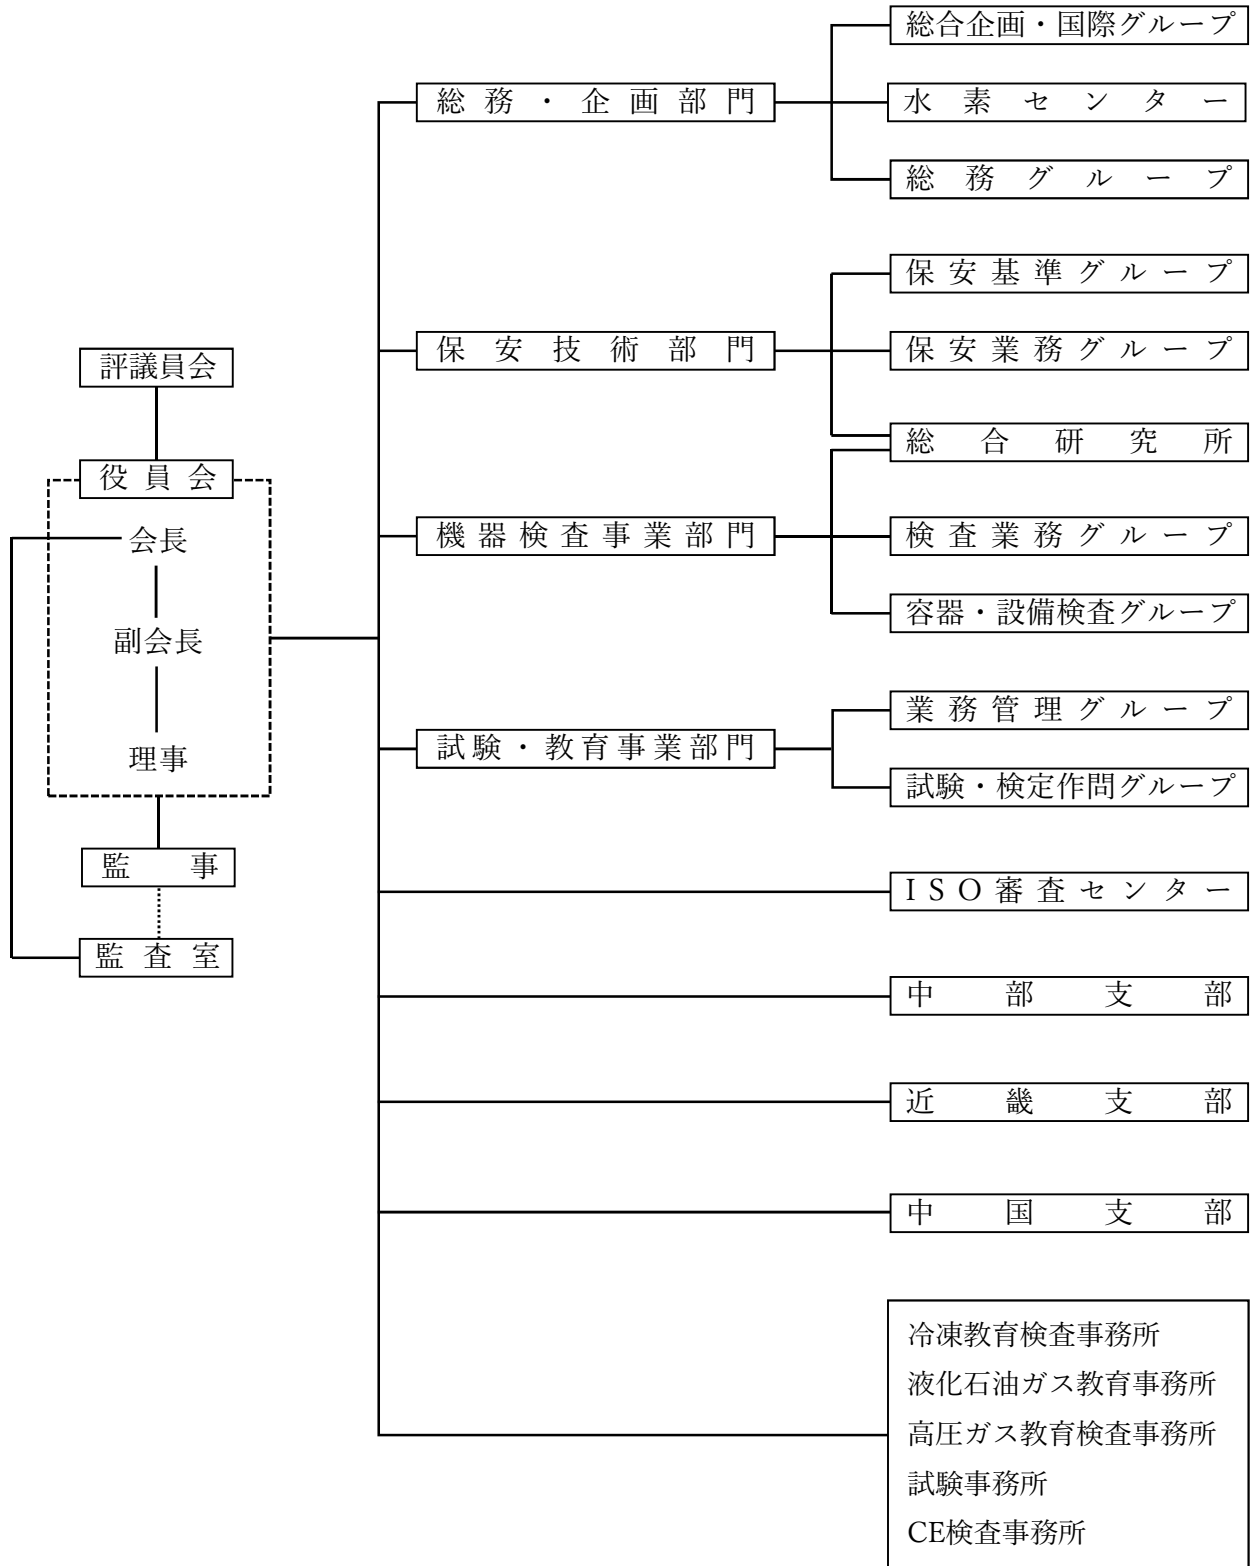 評議員会
役員会
会長
副会長
理事
監事
監査室
総務・企画部門
総合企画・国際グループ
水素センター
総務グループ
保安技術部門
保安基準グループ
保安業務グループ
総合研究所
機器検査事業部門
検査業務グループ
容器・設備検査グループ
試験・教育事業部門
業務管理グループ
試験・検定作問グループ
ISO審査センター
中部支部
近畿支部
中国支部
冷凍教育検査事務所
液化石油ガス教育事務所
高圧ガス教育検査事務所
試験事務所
CE検査事務所